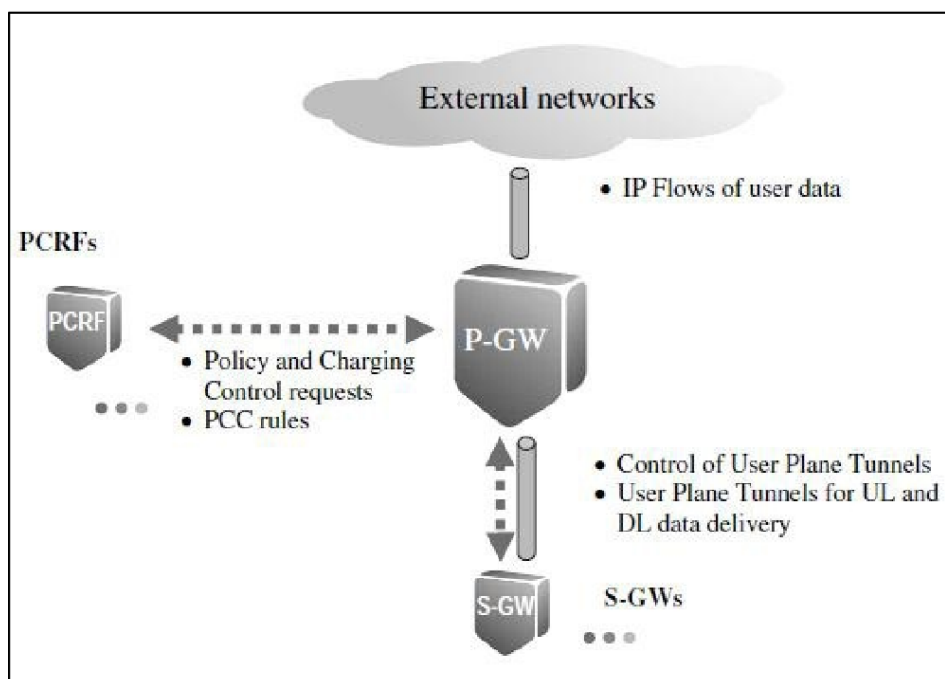 External networks
• IP Flows of user data
PCRFs
PCRF
P-GW
• Policy and Charging
Control requests
• PCC rules
• Control of User Plane Tunnels
• User Plane Tunnels for UL and
DL data delivery
S-GW
S-GWs